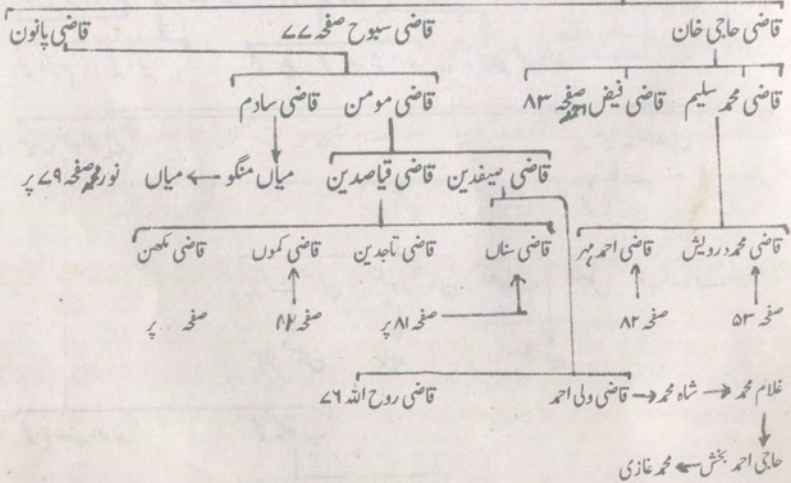 قاضی حاجی خان قاضی سبوح صفحہ ۷۷ قاضی پانون
قاضی محمد سلیم قاضی فیض احمد صفحہ ۸۳ قاضی مومن قاضی سادم
قاضی صیفدین قاضی قیاصدین میاں منگو ← میاں نور محمد صفحہ ۷۹ پر
قاضی محمد درویش قاضی احمد مہر قاضی سناں قاضی تاجدین قاضی کموں قاضی مکھن
صفحہ ۵۳ صفحہ ۸۲ صفحہ ۸۱ پر صفحہ صفحہ پر
غلام محمد → شاہ محمد → قاضی ولی احمد قاضی روح اللہ ۷۶
حاجی احمد بخش ← محمد غازی